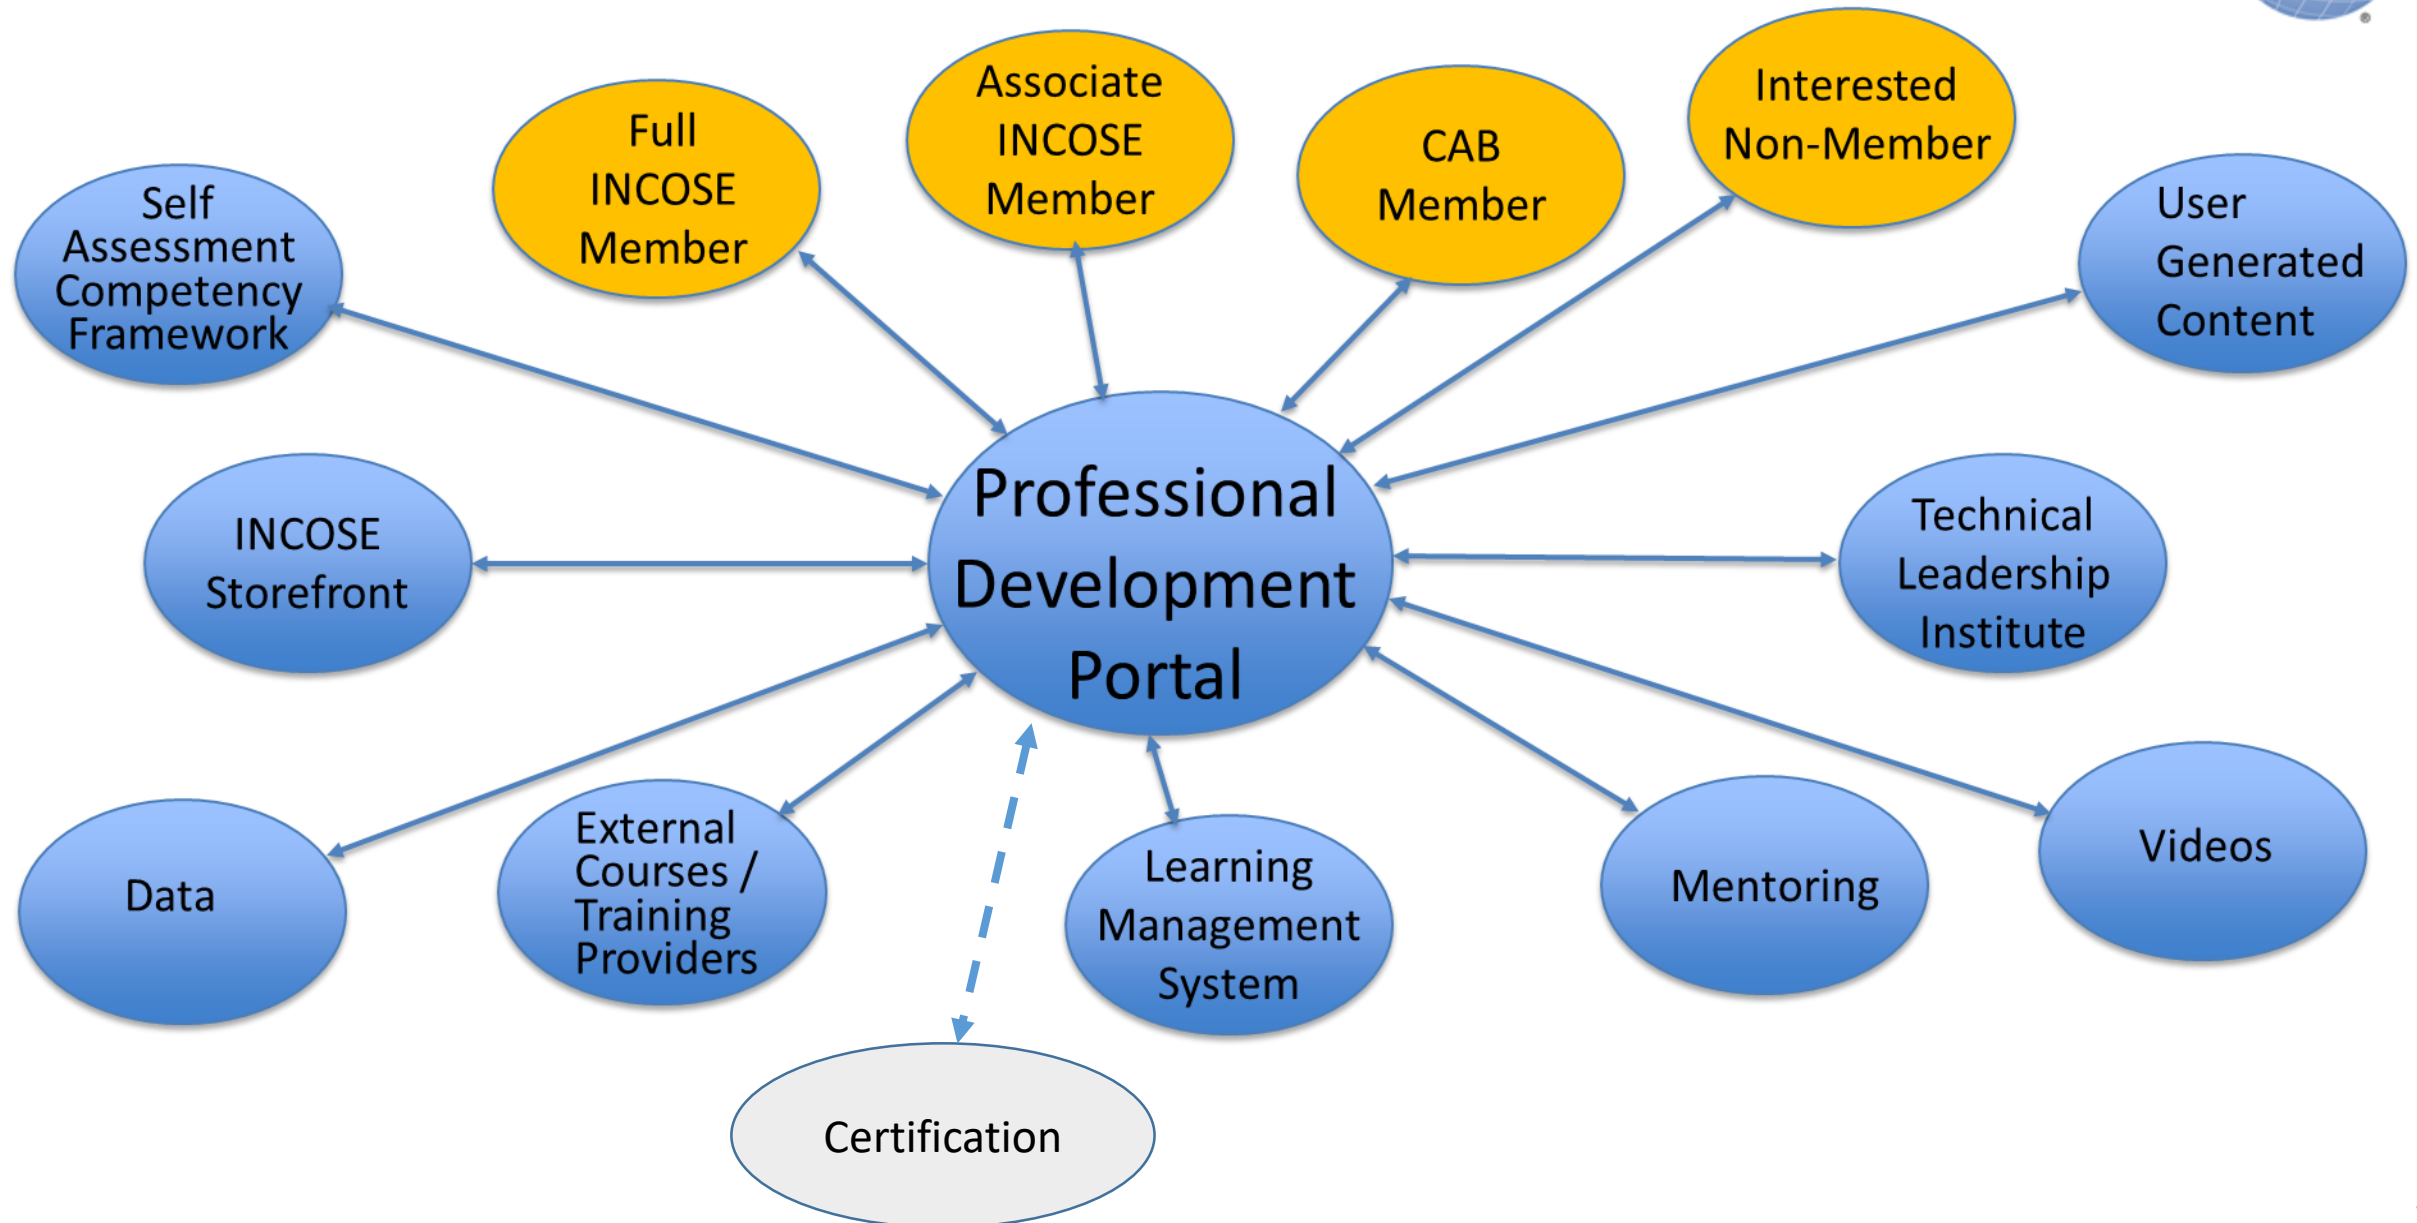 Associate
INCOSE
Member
Interested
Non-Member
Full
INCOSE
Member
CAB
Member
Self
Assessment
Competency
Framework
User
Generated
Content
Professional
Development
Portal
INCOSE
Storefront
Technical
Leadership
Institute
Data
External
Courses /
Training
Providers
Learning
Management
System
Mentoring
Videos
Certification
®